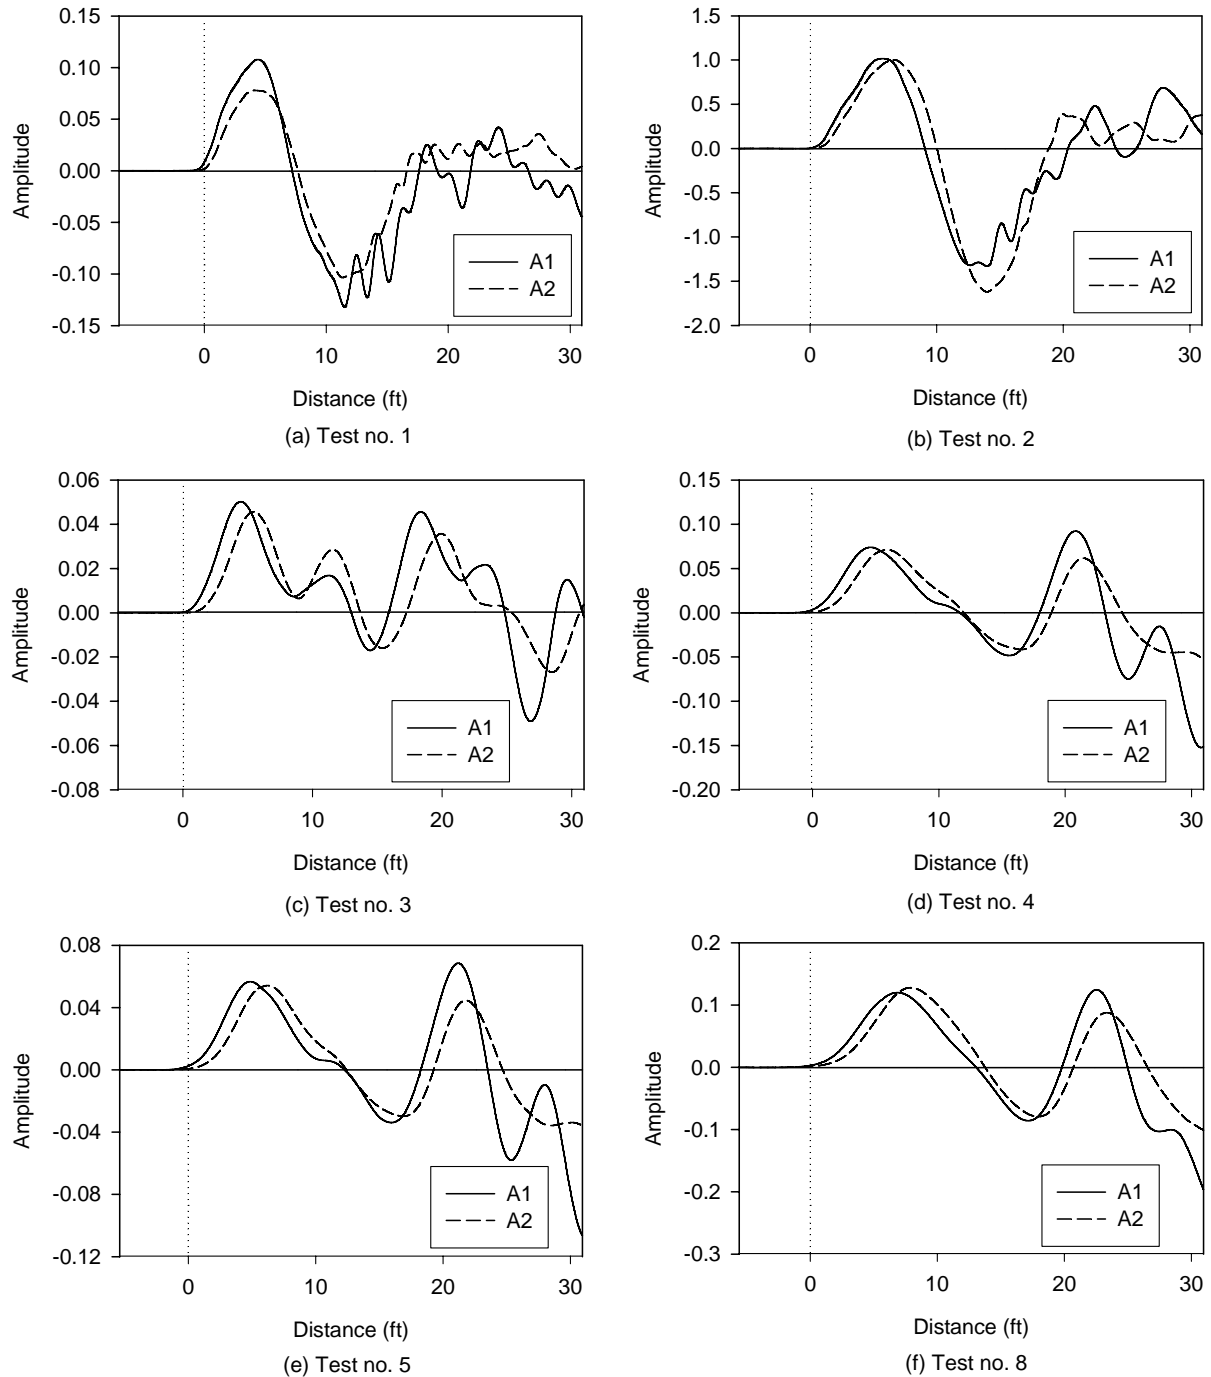 0.15
0.10
0.05
0.00
-0.05
-0.10
-0.15
Amplitude
A1
A2
0 10 20 30
Distance (ft)
(a) Test no. 1
1.5
1.0
0.5
0.0
-0.5
-1.0
-1.5
-2.0
Amplitude
A1
A2
0 10 20 30
Distance (ft)
(b) Test no. 2
0.06
0.04
0.02
0.00
-0.02
-0.04
-0.06
-0.08
Amplitude
A1
A2
0 10 20 30
Distance (ft)
(c) Test no. 3
0.15
0.10
0.05
0.00
-0.05
-0.10
-0.15
-0.20
Amplitude
A1
A2
0 10 20 30
Distance (ft)
(d) Test no. 4
0.08
0.04
0.00
-0.04
-0.08
-0.12
Amplitude
A1
A2
0 10 20 30
Distance (ft)
(e) Test no. 5
0.2
0.1
0.0
-0.1
-0.2
-0.3
Amplitude
A1
A2
0 10 20 30
Distance (ft)
(f) Test no. 8